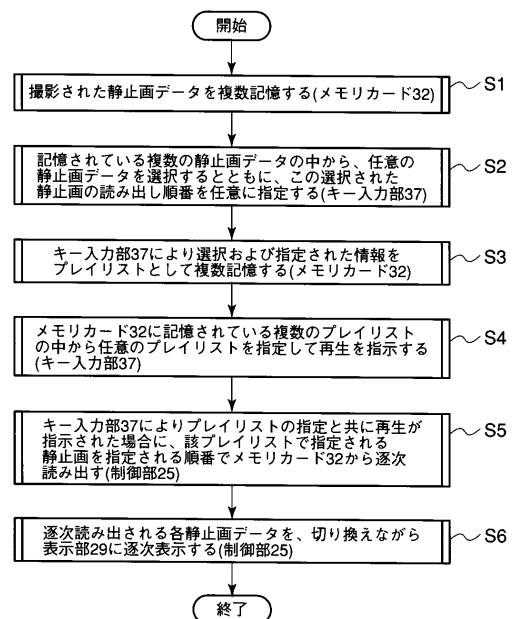 開始
撮影された静止画データを複数記憶する(メモリカード32)
S1
記憶されている複数の静止画データの中から、任意の
静止画データを選択するとともに、この選択された
静止画の読み出し順番を任意に指定する(キー入力部37)
S2
キー入力部37により選択および指定された情報を
プレイリストとして複数記憶する(メモリカード32)
S3
メモリカード32に記憶されている複数のプレイリスト
の中から任意のプレイリストを指定して再生を指示する
(キー入力部37)
S4
キー入力部37によりプレイリストの指定と共に再生が
指示された場合に、該プレイリストで指定される
静止画を指定される順番でメモリカード32から逐次
読み出す(制御部25)
S5
逐次読み出される各静止画データを、切り換えながら
表示部29に逐次表示する(制御部25)
S6
終了